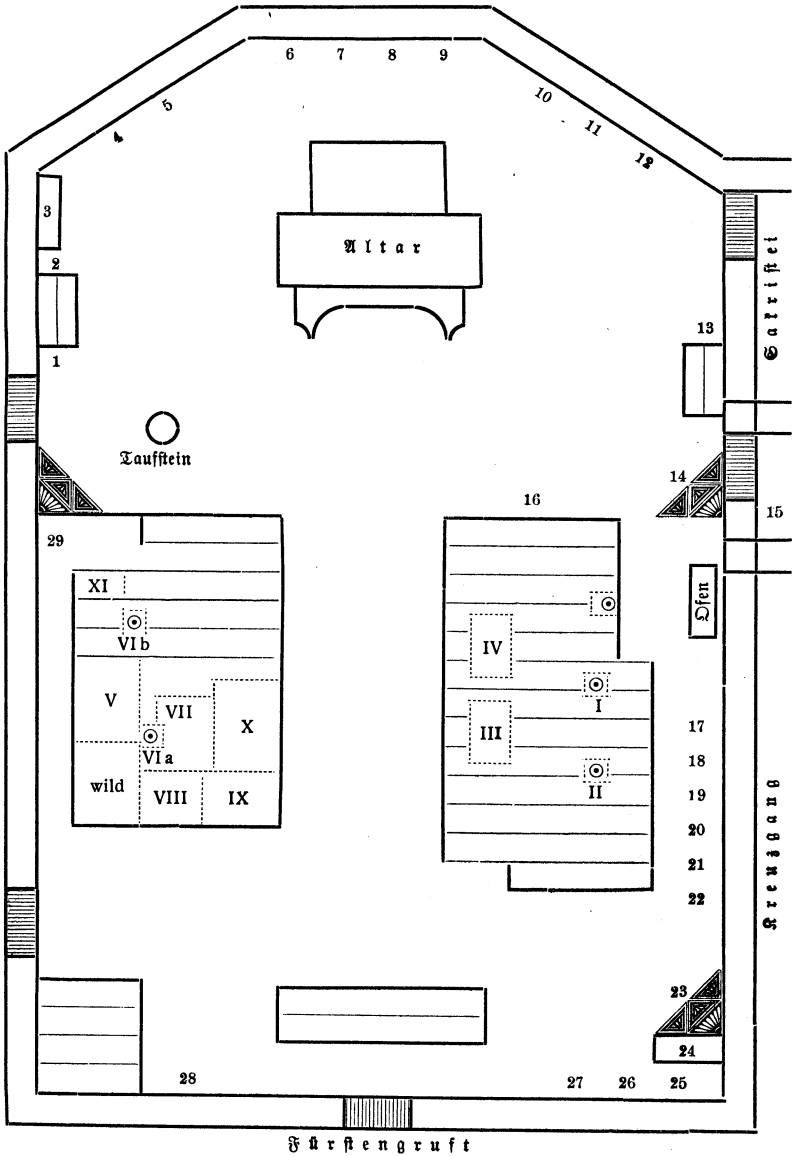 6 7 8 9
5
10
4
11
12
3
Altar
Sakristei
2
13
1
Taufstein
14
16
15
29
XI
Ofen
VI b
IV
V
VII
I
X
17
III
VI a
18
wild
VIII
IX
II
19
20
21
22
Kreuzgang
23
24
28
27 26 25
Fürstengruft